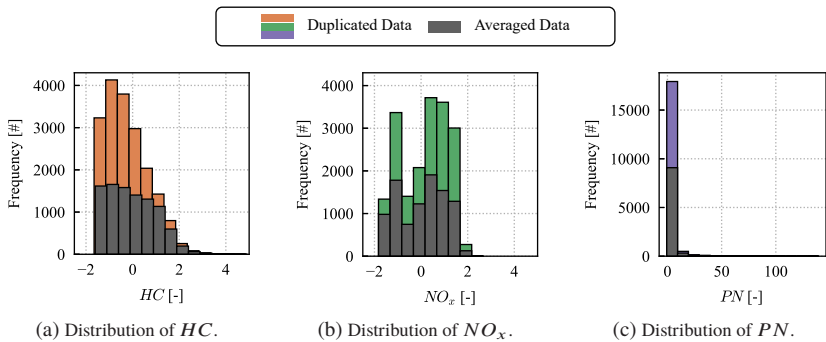 Duplicated Data Averaged Data
4000
3000
2000
1000
0
Frequency [#]
−2 0 2 4
HC [-]
(a) Distribution of HC.
4000
3000
2000
1000
0
Frequency [#]
−2 0 2 4
NOx [-]
(b) Distribution of NOx.
15000
10000
5000
0
Frequency [#]
0 50 100
PN [-]
(c) Distribution of PN.